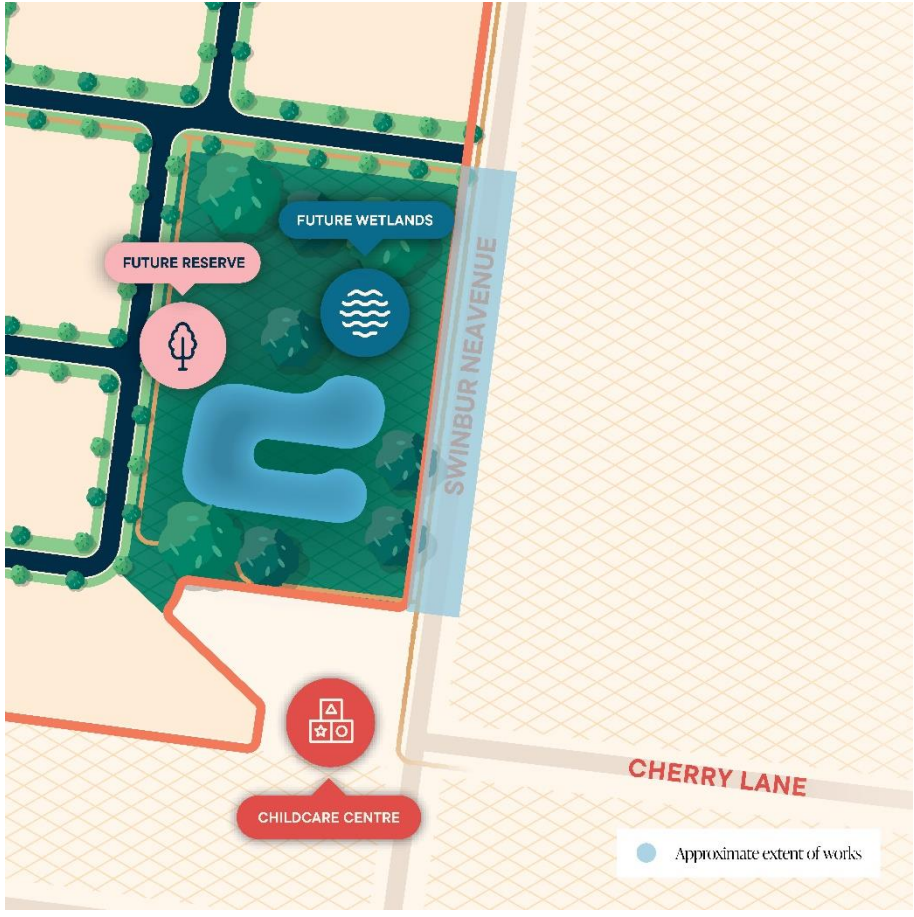 FUTURE WETLANDS
FUTURE RESERVE
SWINBUR NEAVENUE
CHERRY LANE
CHILDCARE CENTRE
Approximate extent of works